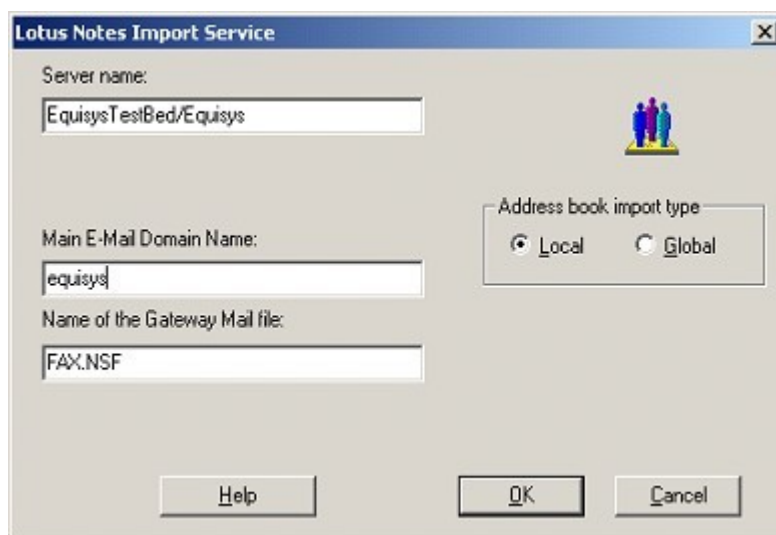 Lotus Notes Import Service
Server name:
EquisysTestBed/Equisys
Address book import type
Local Global
Main E-Mail Domain Name:
equisys
Name of the Gateway Mail file:
FAX.NSF
Help OK Cancel